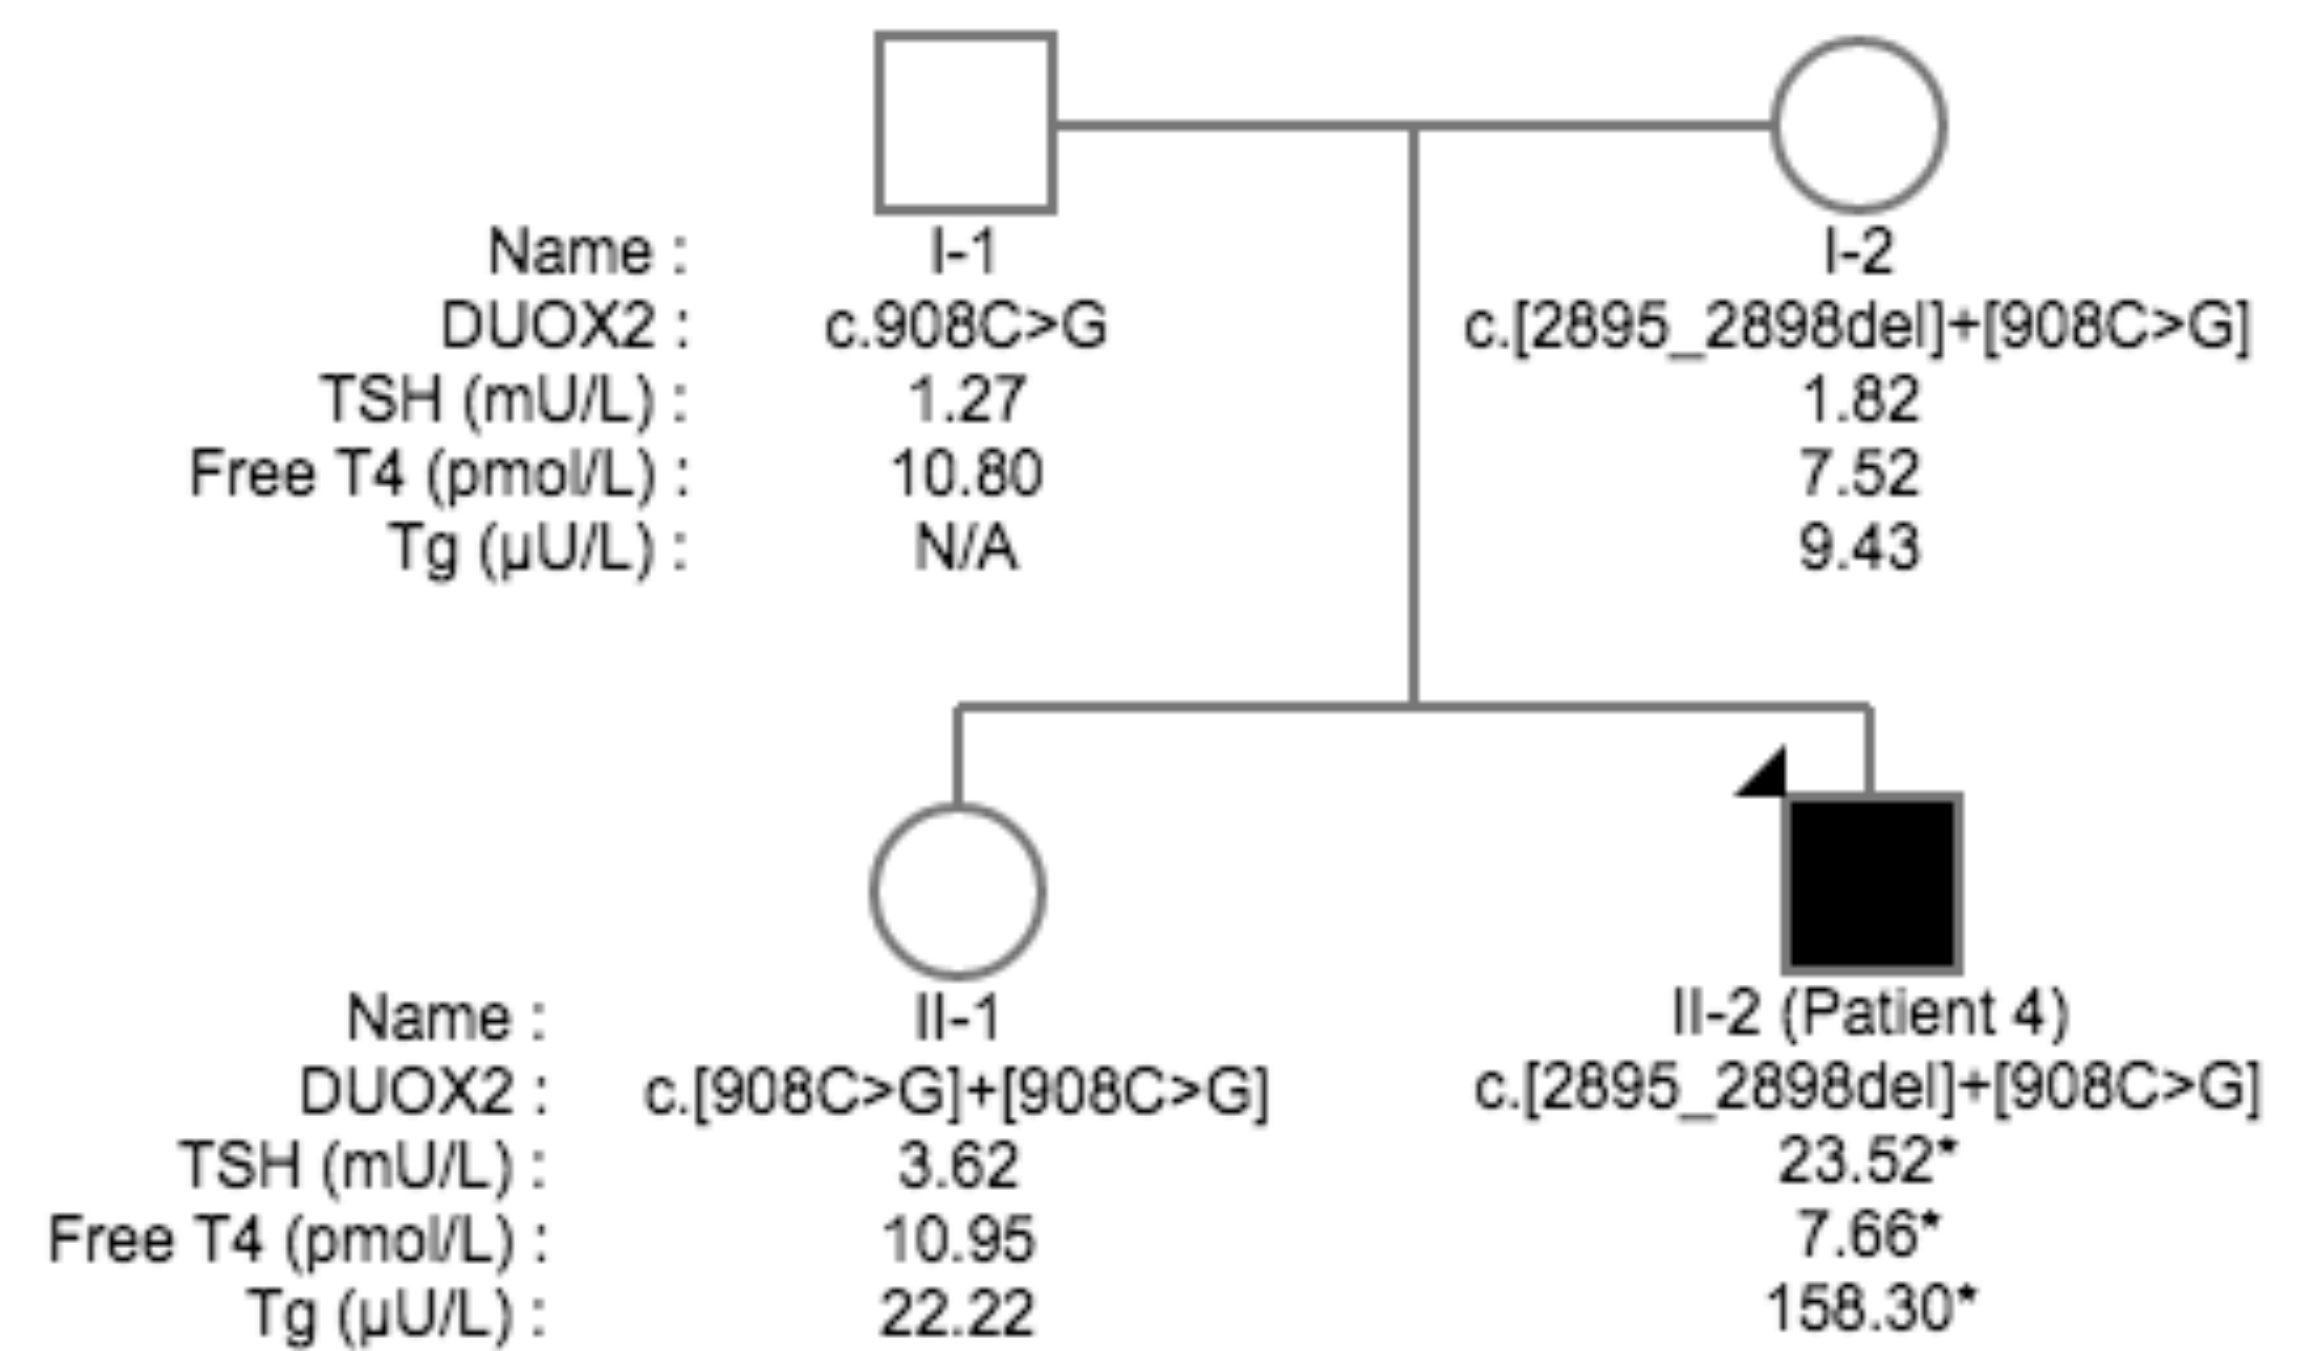 Name : I-1 I-2
DUOX2 : c.908C>G c.[2895_2898del]+[908C>G]
TSH (mU/L) : 1.27 1.82
Free T4 (pmol/L) : 10.80 7.52
Tg (µU/L) : N/A 9.43
Name : II-1 II-2 (Patient 4)
DUOX2 : c.[908C>G]+[908C>G] c.[2895_2898del]+[908C>G]
TSH (mU/L) : 3.62 23.52*
Free T4 (pmol/L) : 10.95 7.66*
Tg (µU/L) : 22.22 158.30*